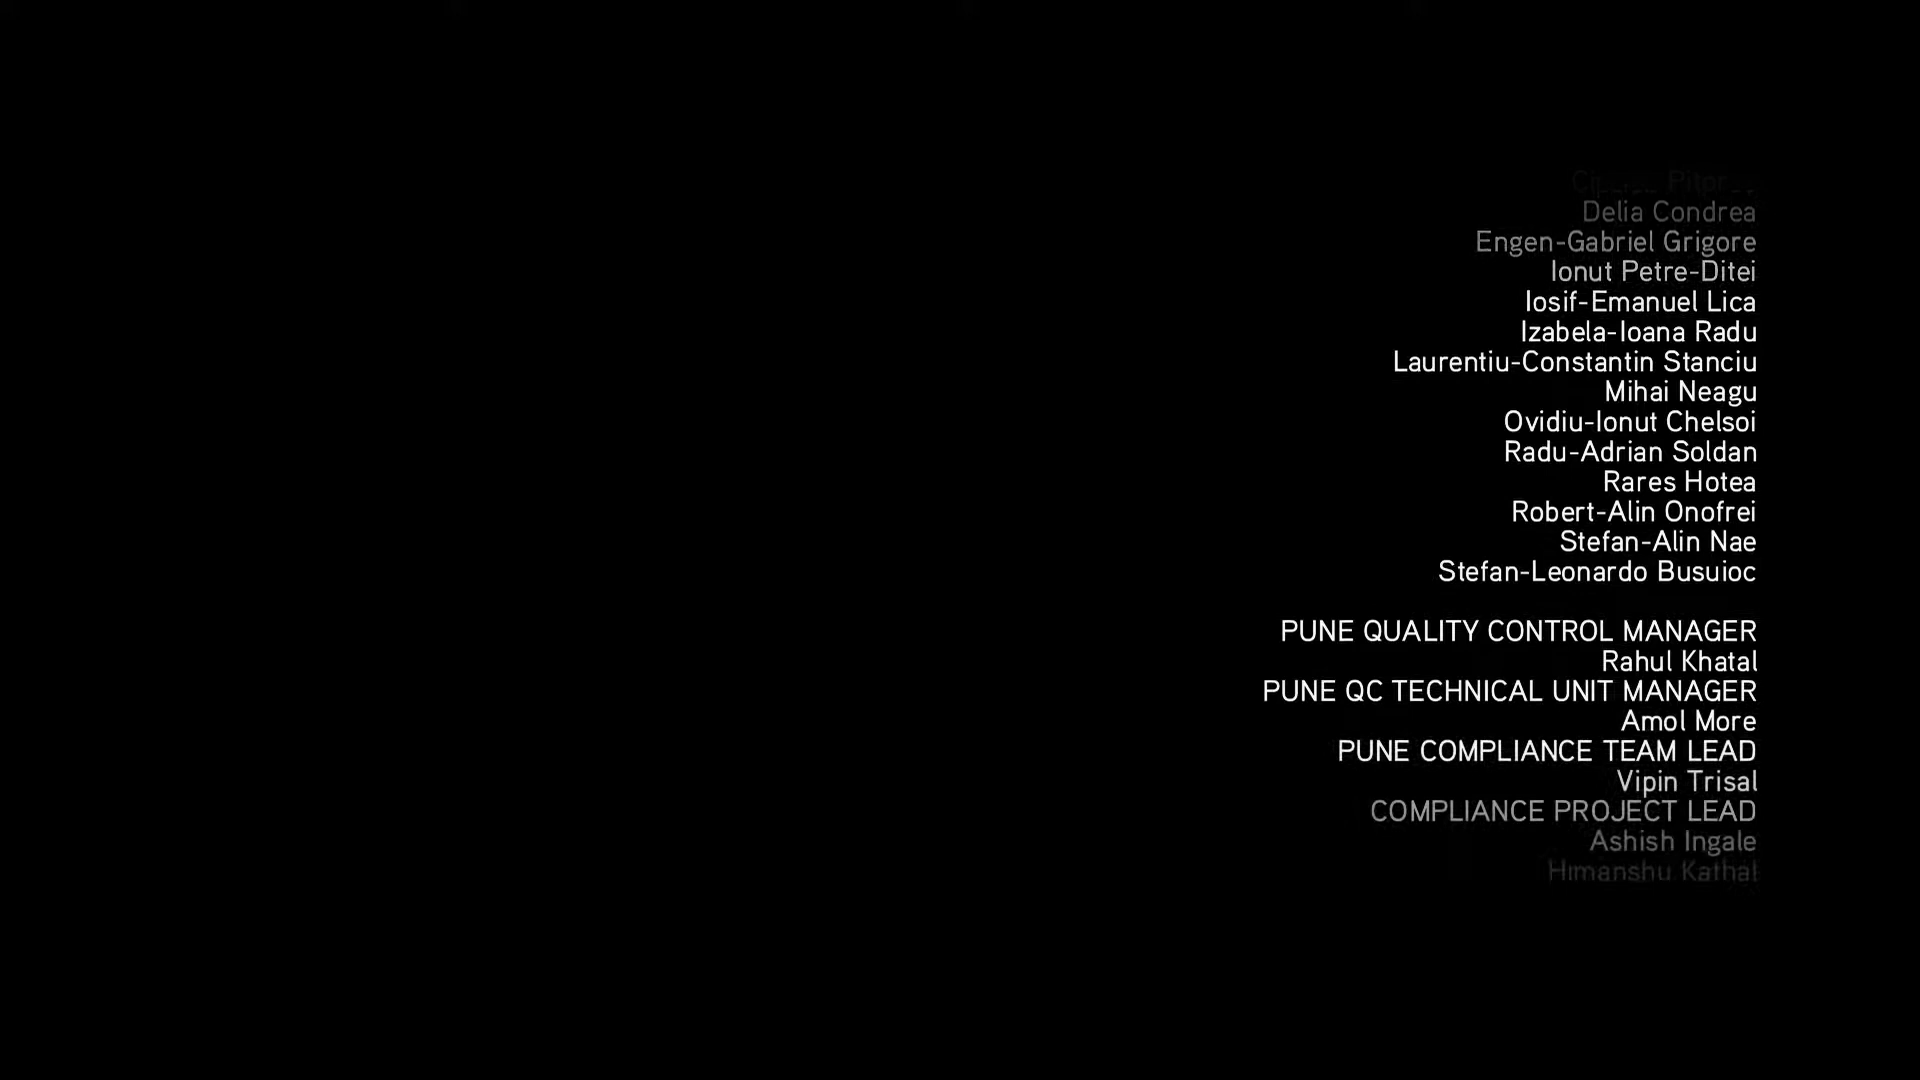 Delia Condrea
Engen-Gabriel Grigore
Ionut Petre-Ditei
Iosif-Emanuel Lica
Izabela-Ioana Radu
Laurentiu-Constantin Stanciu
Mihai Neagu
Ovidiu-Ionut Chelsoi
Radu-Adrian Soldan
Rares Hotea
Robert-Alin Onofrei
Stefan-Alin Nae
Stefan-Leonardo Busuioc
PUNE QUALITY CONTROL MANAGER
Rahul Khatal
PUNE QC TECHNICAL UNIT MANAGER
Amol More
PUNE COMPLIANCE TEAM LEAD
Vipin Trisal
COMPLIANCE PROJECT LEAD
Ashish Ingale
Himanshu Kathal